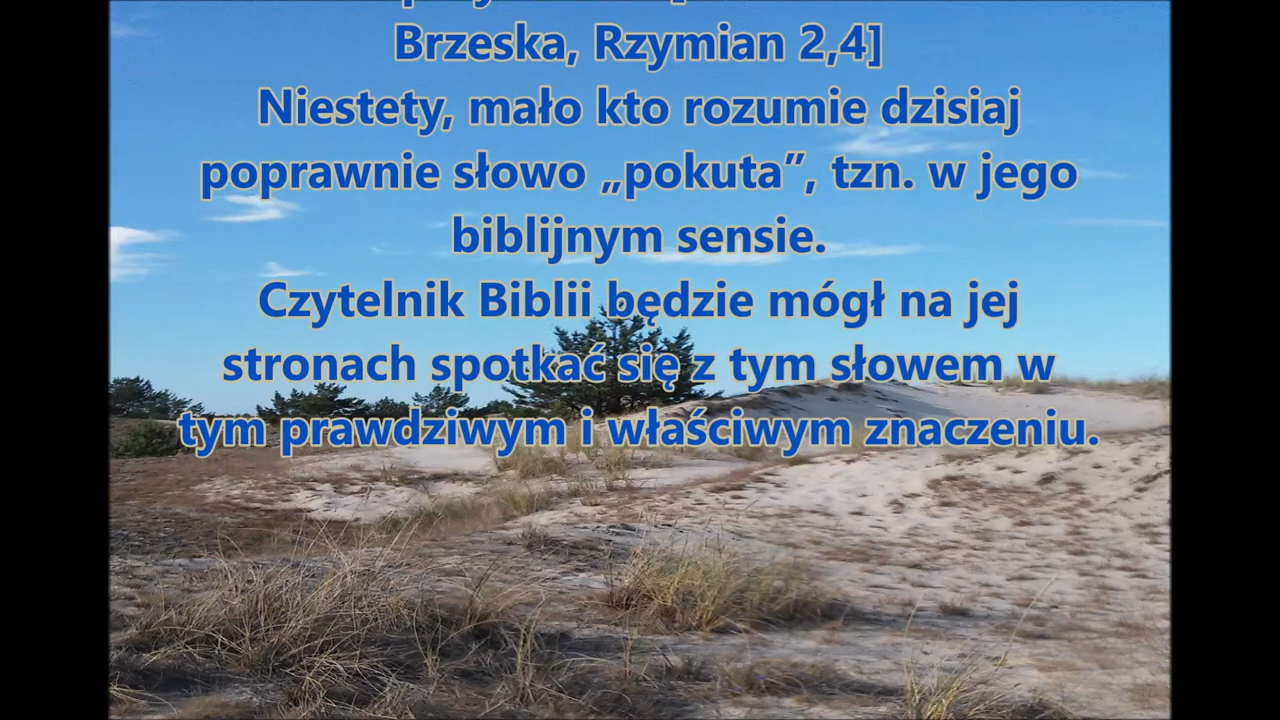 Brzeska, Rzymian 2,4]
Niestety, mało kto rozumie dzisiaj
poprawnie słowo „pokuta”, tzn. w jego
biblijnym sensie.
Czytelnik Biblii będzie mógł na jej
stronach spotkać się z tym słowem w
tym prawdziwym i właściwym znaczeniu.